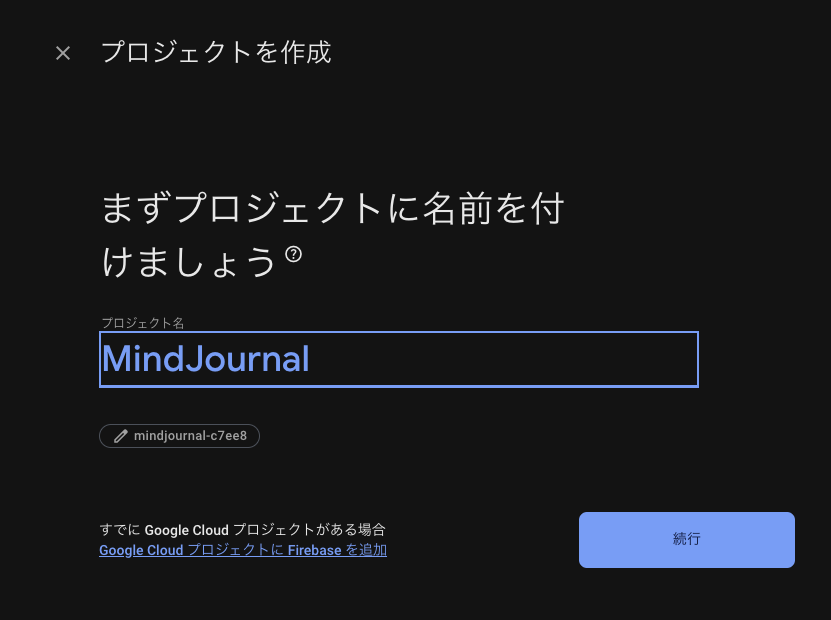 プロジェクトを作成
まずプロジェクトに名前を付
けましょう
プロジェクト名
MindJournal
mindjournal-c7ee8
すでに Google Cloud プロジェクトがある場合
Google Cloud プロジェクトに Firebase を追加
続行